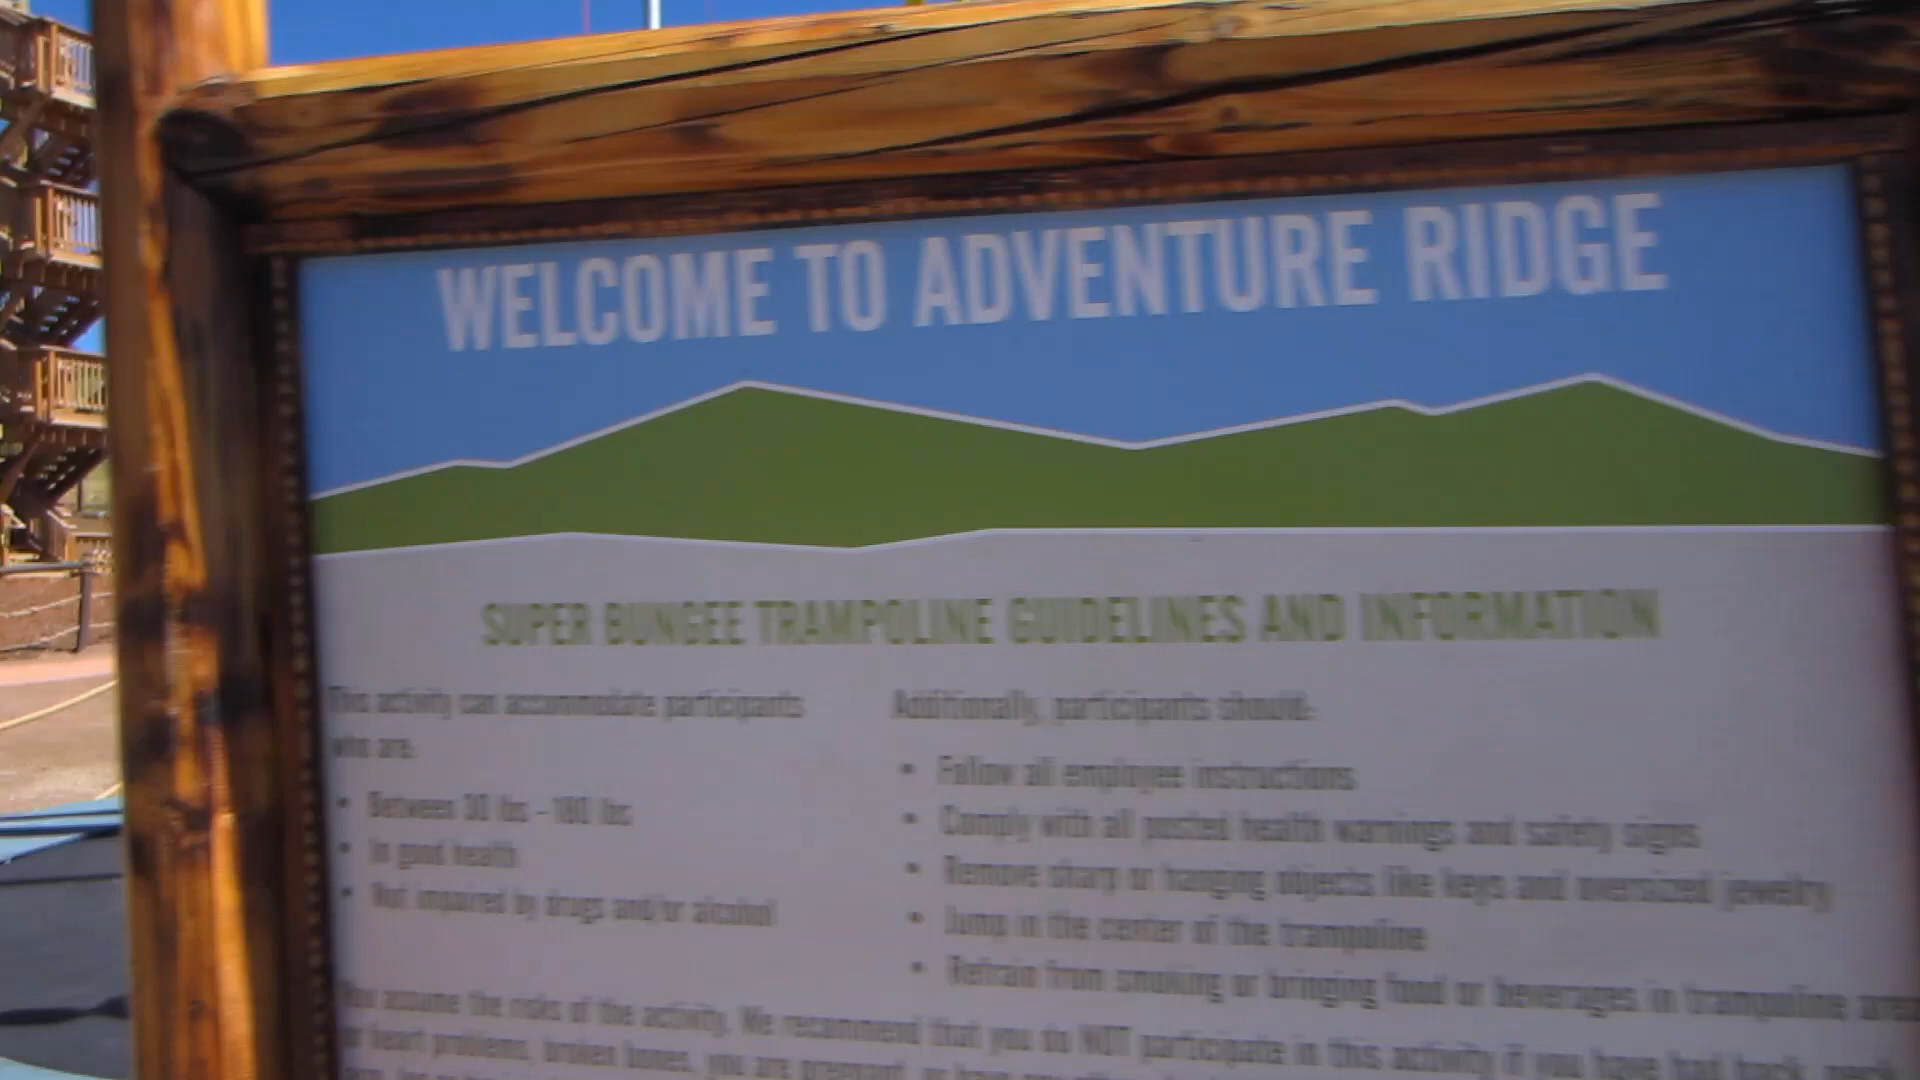 WELCOME TO ADVENTURE RIDGE
SUPER BUNGEE TRAMPOLINE GUIDELINES AND INFORMATION
This activity can accommodate participants
who are:
• Between 30 lbs - 180 lbs
• In good health
• Not impaired by drugs and/or alcohol
Additionally, participants should:
• Follow all employee instructions
• Comply with all posted health warnings and safety signs
• Remove sharp or hanging objects like keys and oversized jewelry
• Jump in the center of the trampoline
• Refrain from smoking or bringing food or beverages in trampoline area
You assume the risks of the activity. We recommend that you do NOT participate in this activity if you have had back, neck
or heart problems, broken bones, you are pregnant, or have